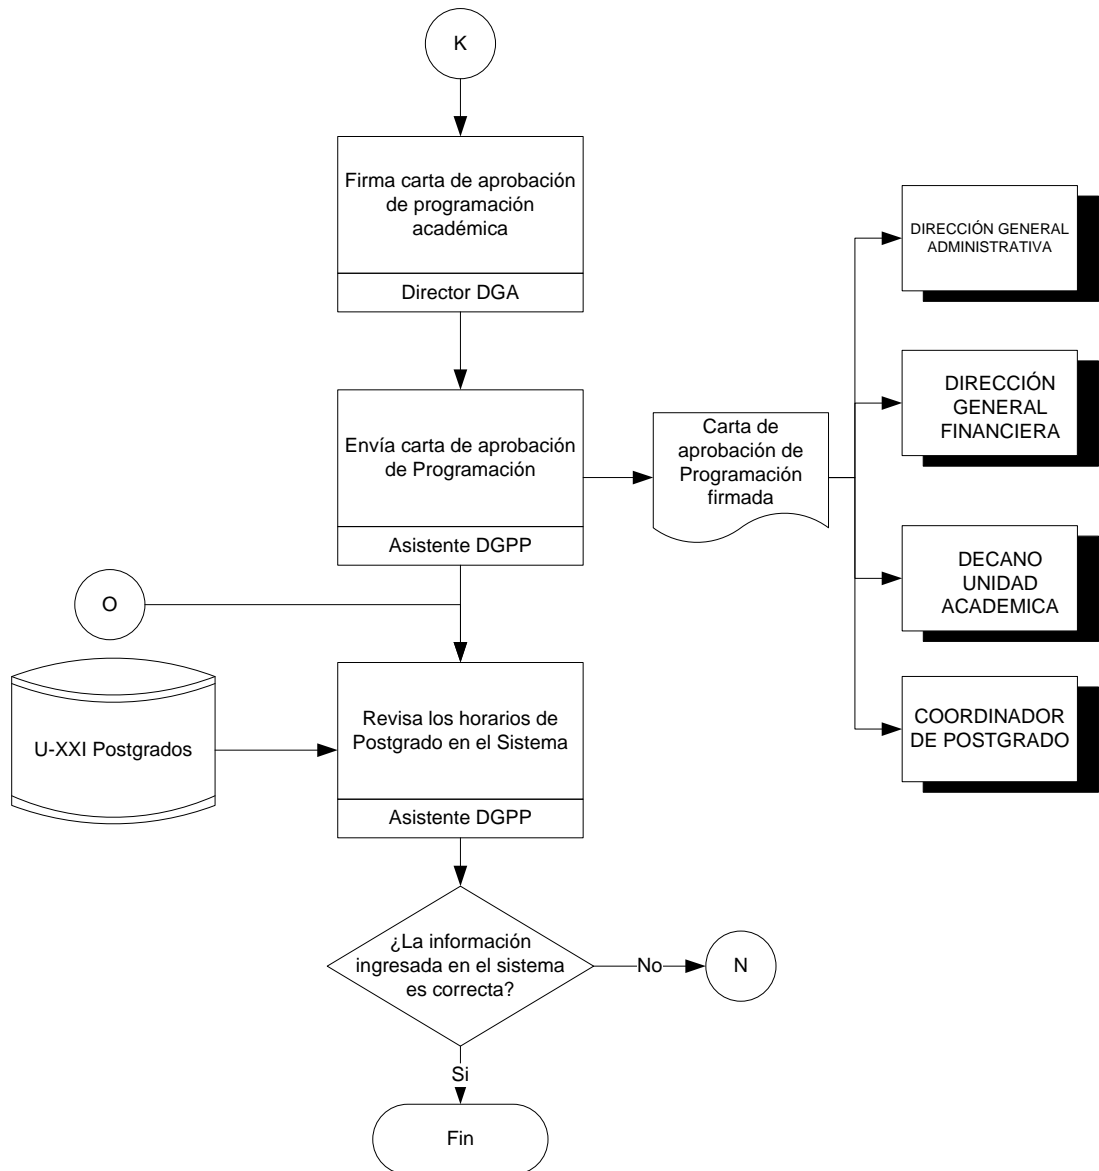 K
Firma carta de aprobación
de programación
académica
Director DGA
DIRECCIÓN GENERAL
ADMINISTRATIVA
DIRECCIÓN
GENERAL
FINANCIERA
Envía carta de aprobación
de Programación
Asistente DGPP
Carta de
aprobación de
Programación
firmada
DECANO
UNIDAD
ACADEMICA
O
COORDINADOR
DE POSTGRADO
U-XXI Postgrados
Revisa los horarios de
Postgrado en el Sistema
Asistente DGPP
¿La información
ingresada en el sistema
es correcta?
No
N
Si
Fin